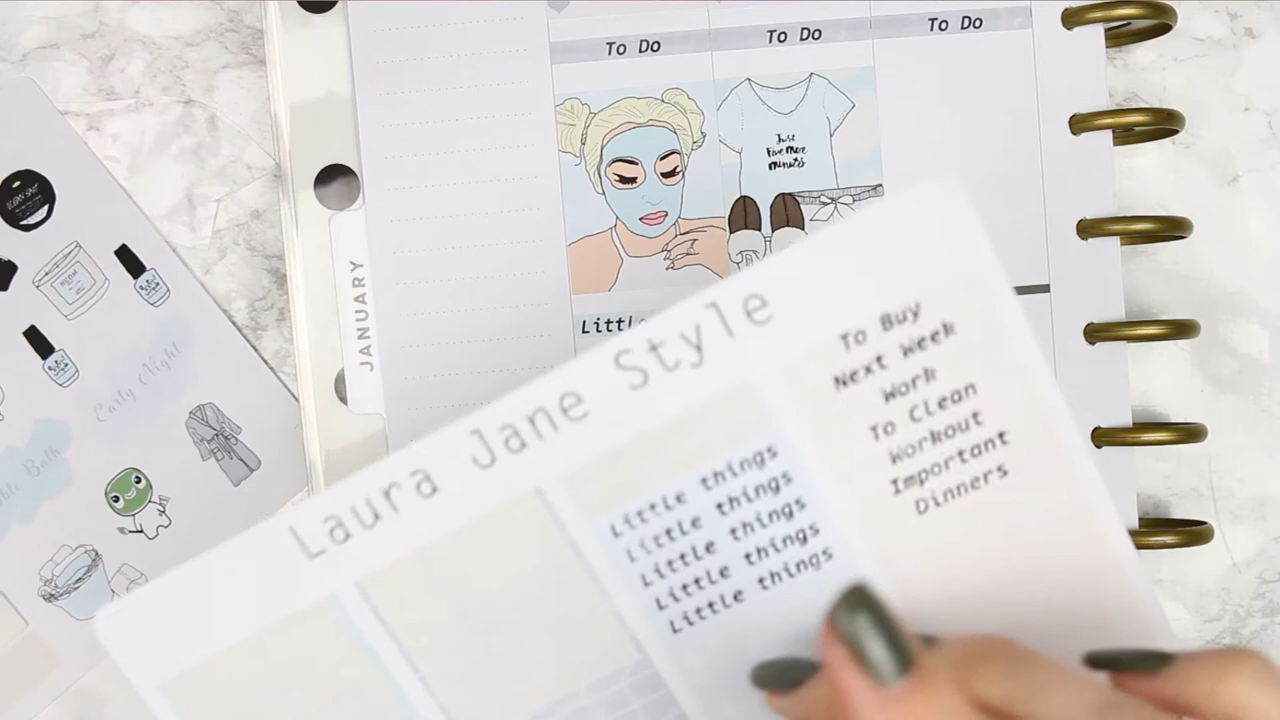 To Do
To Do
To Do
Just
Five more
minutes
JANUARY
Early Night
Bath
Laura Jane Style
To Buy
Next Week
Work
To Clean
Workout
Important
Dinners
Little things
Little things
Little things
Little things
Little things